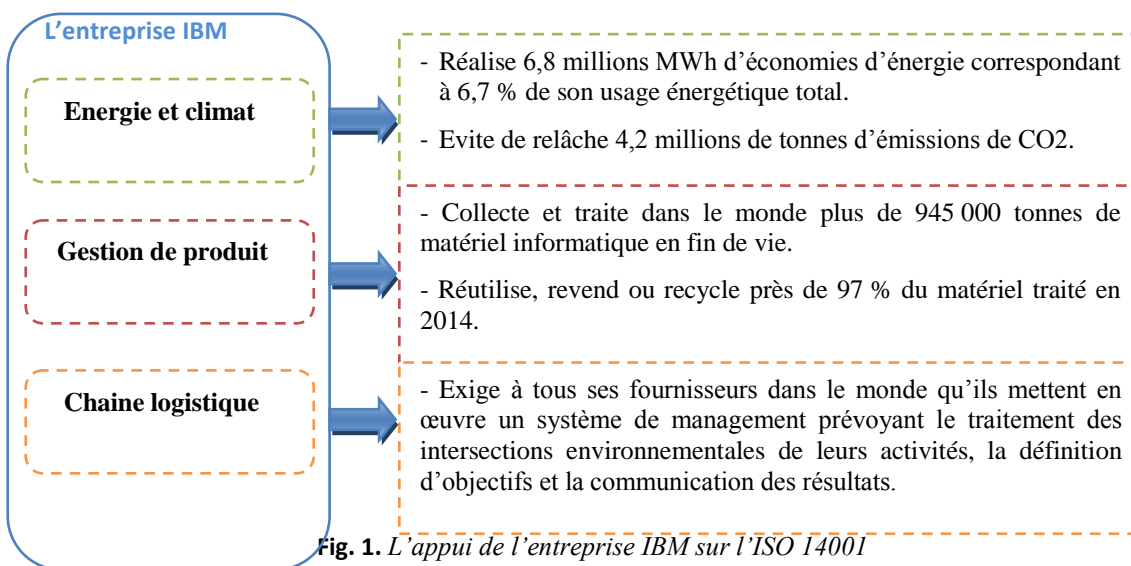 L’entreprise IBM
Energie et climat
- Réalise 6,8 millions MWh d’économies d’énergie correspondant
à 6,7 % de son usage énergétique total.
- Evite de relâche 4,2 millions de tonnes d’émissions de CO2.
Gestion de produit
- Collecte et traite dans le monde plus de 945 000 tonnes de
matériel informatique en fin de vie.
- Réutilise, revend ou recycle près de 97 % du matériel traité en
2014.
Chaine logistique
- Exige à tous ses fournisseurs dans le monde qu’ils mettent en
œuvre un système de management prévoyant le traitement des
intersections environnementales de leurs activités, la définition
d’objectifs et la communication des résultats.
Fig. 1. L’appui de l’entreprise IBM sur l’ISO 14001